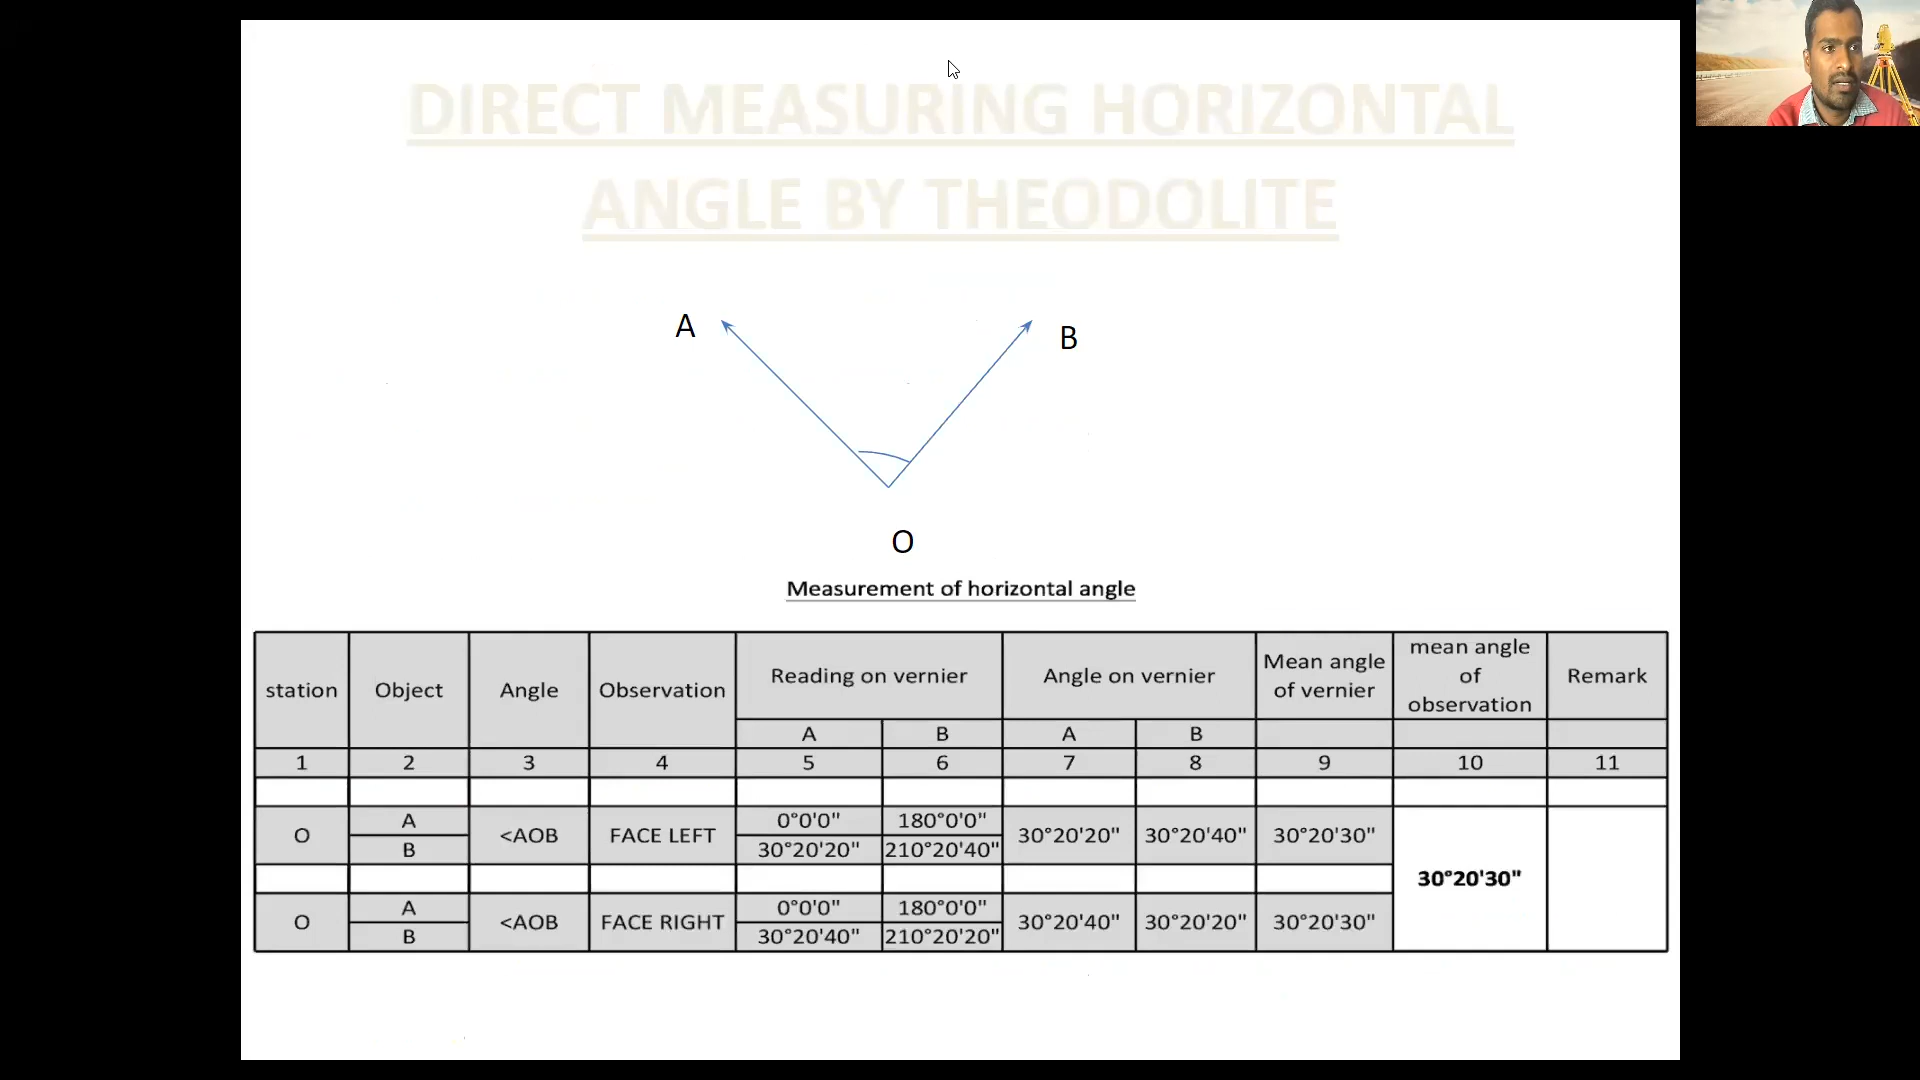 DIRECT MEASURING HORIZONTAL
ANGLE BY THEODOLITE
A
B
O
Measurement of horizontal angle
station Object Angle Observation Reading on vernier Angle on vernier Mean angle of vernier mean angle of observation Remark
A B A B
1 2 3 4 5 6 7 8 9 10 11
O A <AOB FACE LEFT 0°0'0" 180°0'0" 30°20'20" 30°20'40" 30°20'30"
B 30°20'20" 210°20'40"
30°20'30"
O A <AOB FACE RIGHT 0°0'0" 180°0'0" 30°20'40" 30°20'20" 30°20'30"
B 30°20'40" 210°20'20"